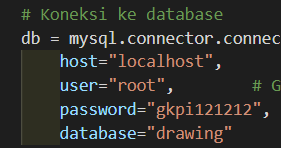 # Koneksi ke database
db = mysql.connector.connec
host="localhost",
user="root", # G
password="gkpi121212",
database="drawing"